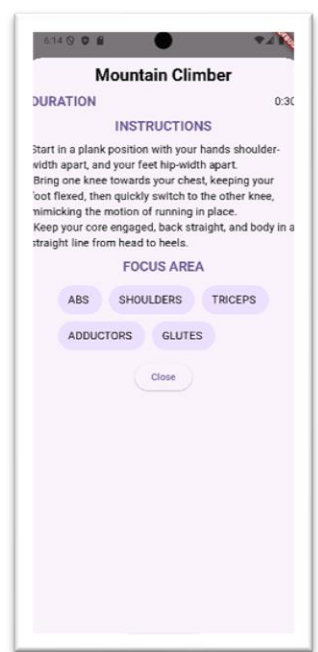 6:14
Mountain Climber
DURATION 0:30
INSTRUCTIONS
Start in a plank position with your hands shoulder-
width apart, and your feet hip-width apart.
Bring one knee towards your chest, keeping your
foot flexed, then quickly switch to the other knee,
mimicking the motion of running in place.
Keep your core engaged, back straight, and body in a
straight line from head to heels.
FOCUS AREA
ABS SHOULDERS TRICEPS
ADDUCTORS GLUTES
Close